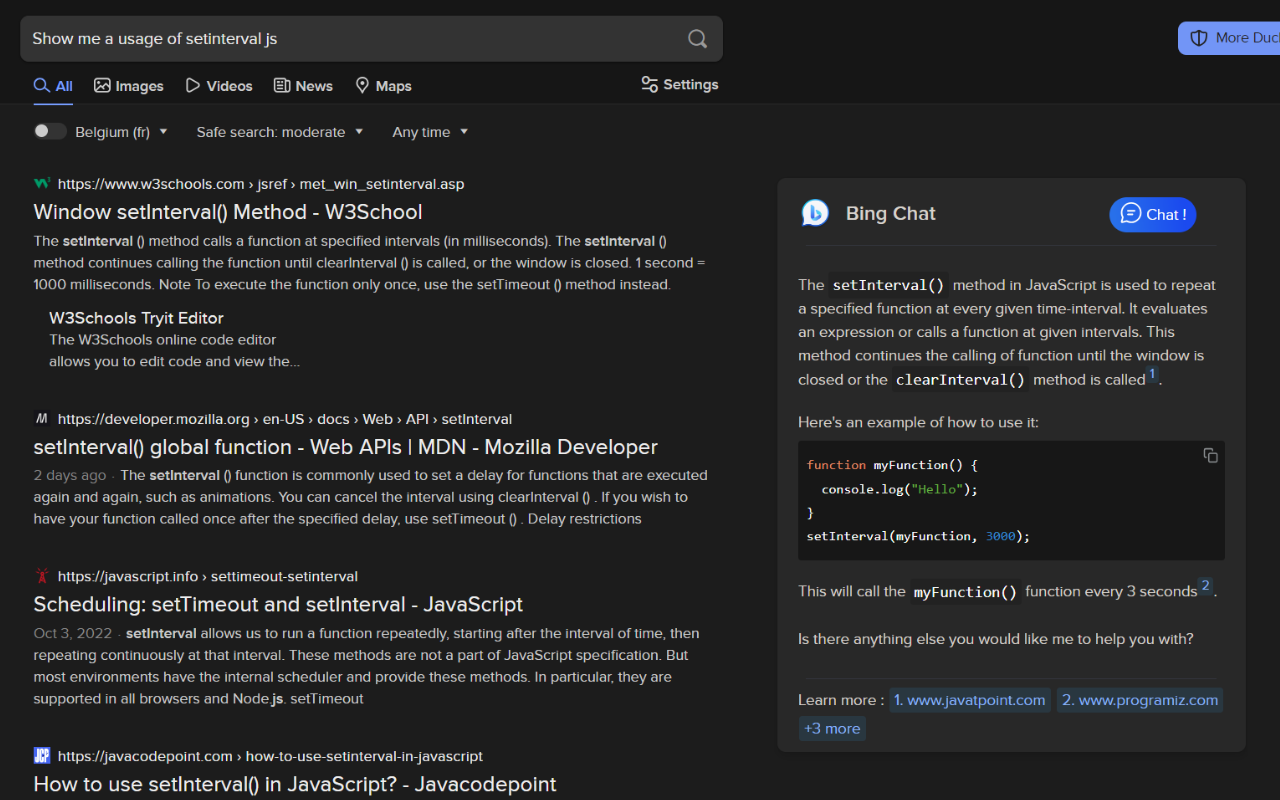 Show me a usage of setinterval js
More Duc
All Images Videos News Maps Settings
Belgium (fr) Safe search: moderate Any time
https://www.w3schools.com › jsref › met_win_setinterval.asp
Window setInterval() Method - W3School
The setInterval () method calls a function at specified intervals (in milliseconds). The setInterval ()
method continues calling the function until clearInterval () is called, or the window is closed. 1 second =
1000 milliseconds. Note To execute the function only once, use the setTimeout () method instead.
W3Schools Tryit Editor
The W3Schools online code editor
allows you to edit code and view the...
https://developer.mozilla.org › en-US › docs › Web › API › setInterval
setInterval() global function - Web APIs | MDN - Mozilla Developer
2 days ago · The setInterval () function is commonly used to set a delay for functions that are executed
again and again, such as animations. You can cancel the interval using clearInterval () . If you wish to
have your function called once after the specified delay, use setTimeout () . Delay restrictions
https://javascript.info › settimeout-setinterval
Scheduling: setTimeout and setInterval - JavaScript
Oct 3, 2022 · setInterval allows us to run a function repeatedly, starting after the interval of time, then
repeating continuously at that interval. These methods are not a part of JavaScript specification. But
most environments have the internal scheduler and provide these methods. In particular, they are
supported in all browsers and Node.js. setTimeout
JCP https://javacodepoint.com › how-to-use-setinterval-in-javascript
How to use setInterval() in JavaScript? - Javacodepoint
Bing Chat
Chat !
The setInterval() method in JavaScript is used to repeat
a specified function at every given time-interval. It evaluates
an expression or calls a function at given intervals. This
method continues the calling of function until the window is
closed or the clearInterval() method is called 1.
Here's an example of how to use it:
function myFunction() {
console.log("Hello");
}
setInterval(myFunction, 3000);
This will call the myFunction() function every 3 seconds 2.
Is there anything else you would like me to help you with?
Learn more : 1. www.javatpoint.com 2. www.programiz.com
+3 more